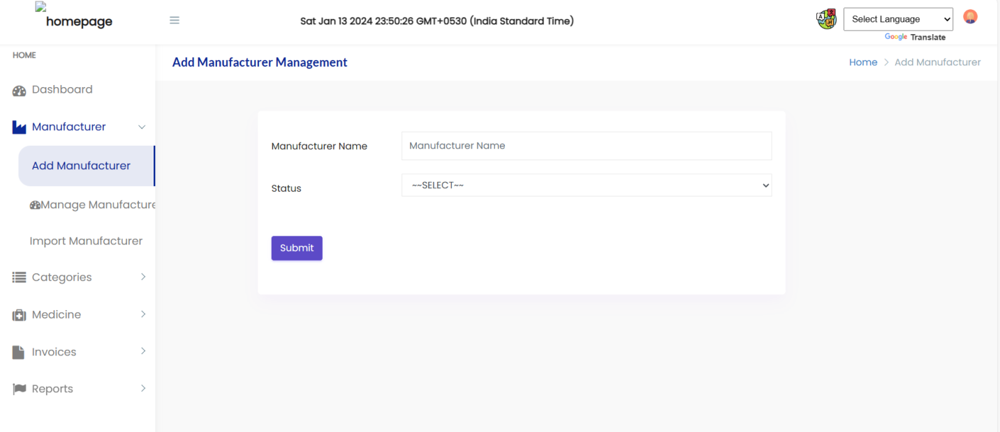 homepage
Sat Jan 13 2024 23:50:26 GMT+0530 (India Standard Time)
Select Language
Google Translate
HOME
Dashboard
Manufacturer
Add Manufacturer
Manage Manufacture
Import Manufacturer
Categories
Medicine
Invoices
Reports
Add Manufacturer Management
Home > Add Manufacturer
Manufacturer Name
Manufacturer Name
Status
~~SELECT~~
Submit